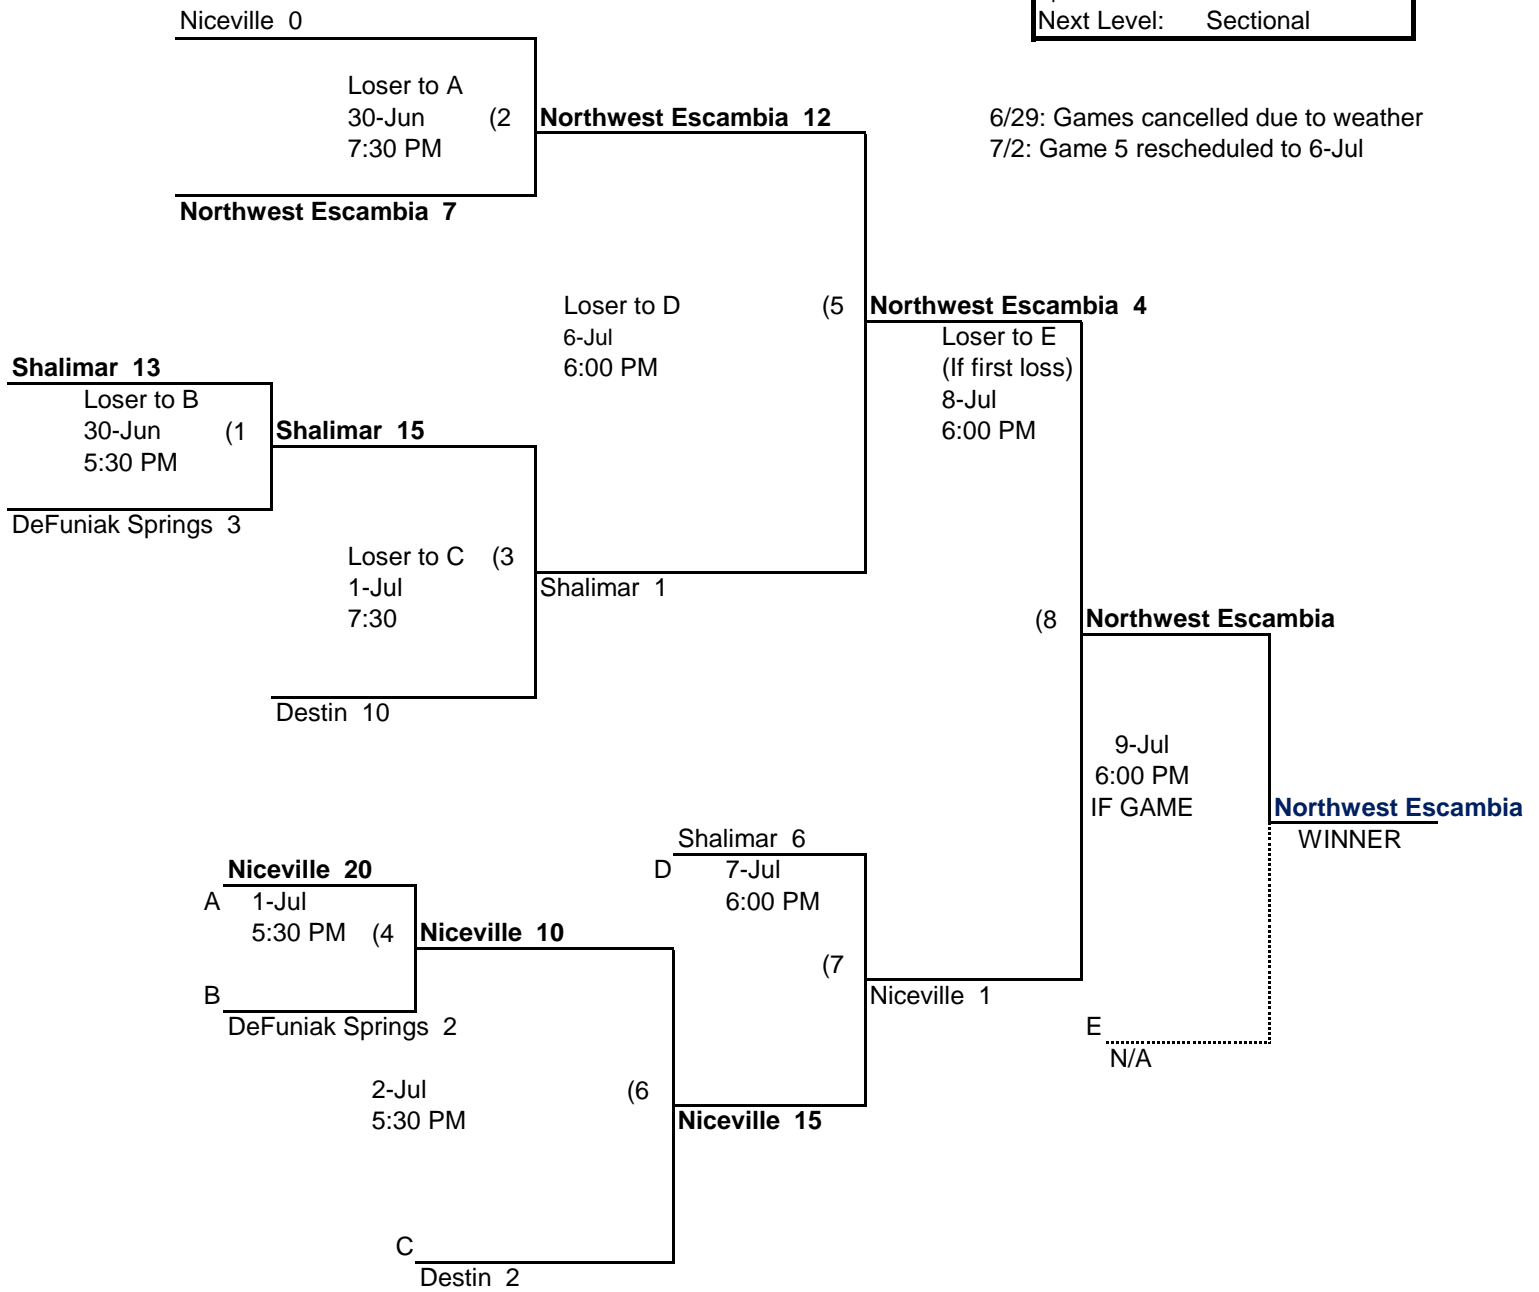 Niceville 0
Next Level: Sectional
Loser to A
30-Jun (2 Northwest Escambia 12
7:30 PM
6/29: Games cancelled due to weather
7/2: Game 5 rescheduled to 6-Jul
Northwest Escambia 7
Loser to D (5 Northwest Escambia 4
6-Jul
6:00 PM
Loser to E
(If first loss)
8-Jul
6:00 PM
Shalimar 13
Loser to B
30-Jun (1 Shalimar 15
5:30 PM
DeFuniak Springs 3
Loser to C (3
1-Jul
7:30
Shalimar 1
(8 Northwest Escambia
Destin 10
9-Jul
6:00 PM
IF GAME
Northwest Escambia
WINNER
Shalimar 6
D 7-Jul
6:00 PM
Niceville 20
A 1-Jul
5:30 PM (4 Niceville 10
(7
B
Niceville 1
DeFuniak Springs 2
E
N/A
2-Jul (6
5:30 PM
Niceville 15
C
Destin 2